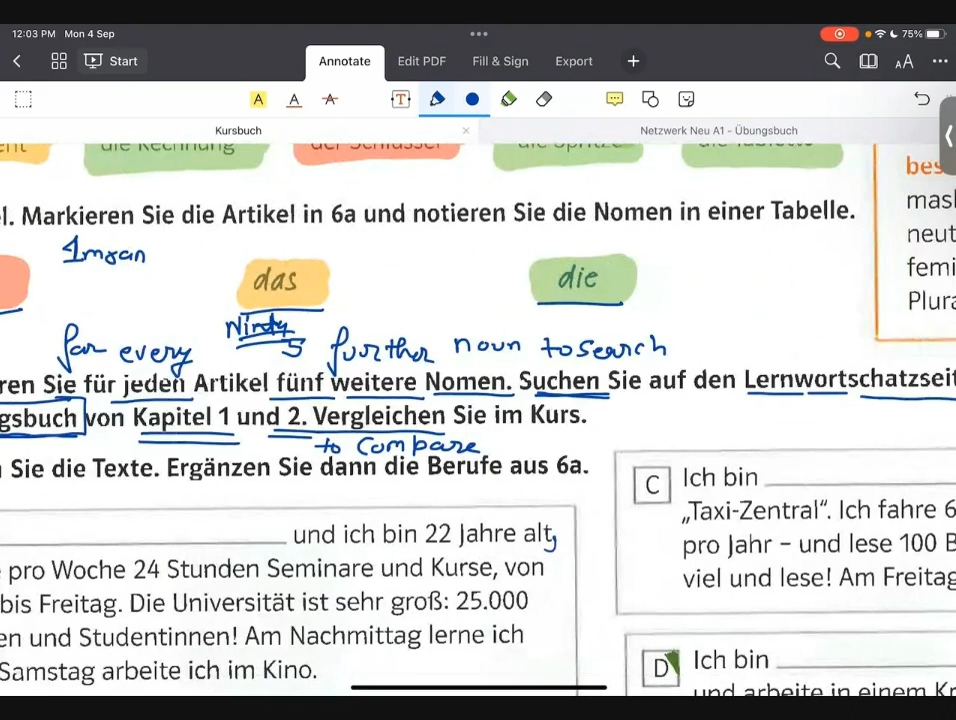 12:03 PM Mon 4 Sep
75%
Start
Annotate
Edit PDF
Fill & Sign
Export
AA
A A A
T
Kursbuch
Netzwerk Neu A1 - Übungsbuch
die Rechnung der Schlüssel die Spritze die Tablette
bes
el. Markieren Sie die Artikel in 6a und notieren Sie die Nomen in einer Tabelle.
mask
neut
femi
Plura
Imran
das
die
5
for every further noun to search
ren Sie für jeden Artikel fünf weitere Nomen. Suchen Sie auf den Lernwortschatzseit
gsbuch von Kapitel 1 und 2. Vergleichen Sie im Kurs.
to compare
Sie die Texte. Ergänzen Sie dann die Berufe aus 6a.
und ich bin 22 Jahre alt,
pro Woche 24 Stunden Seminare und Kurse, von
bis Freitag. Die Universität ist sehr groß: 25.000
en und Studentinnen! Am Nachmittag lerne ich
Samstag arbeite ich im Kino.
C Ich bin
„Taxi-Zentral“. Ich fahre 6
pro Jahr – und lese 100 B
viel und lese! Am Freitag
D Ich bin
und arbeite in einem Kr